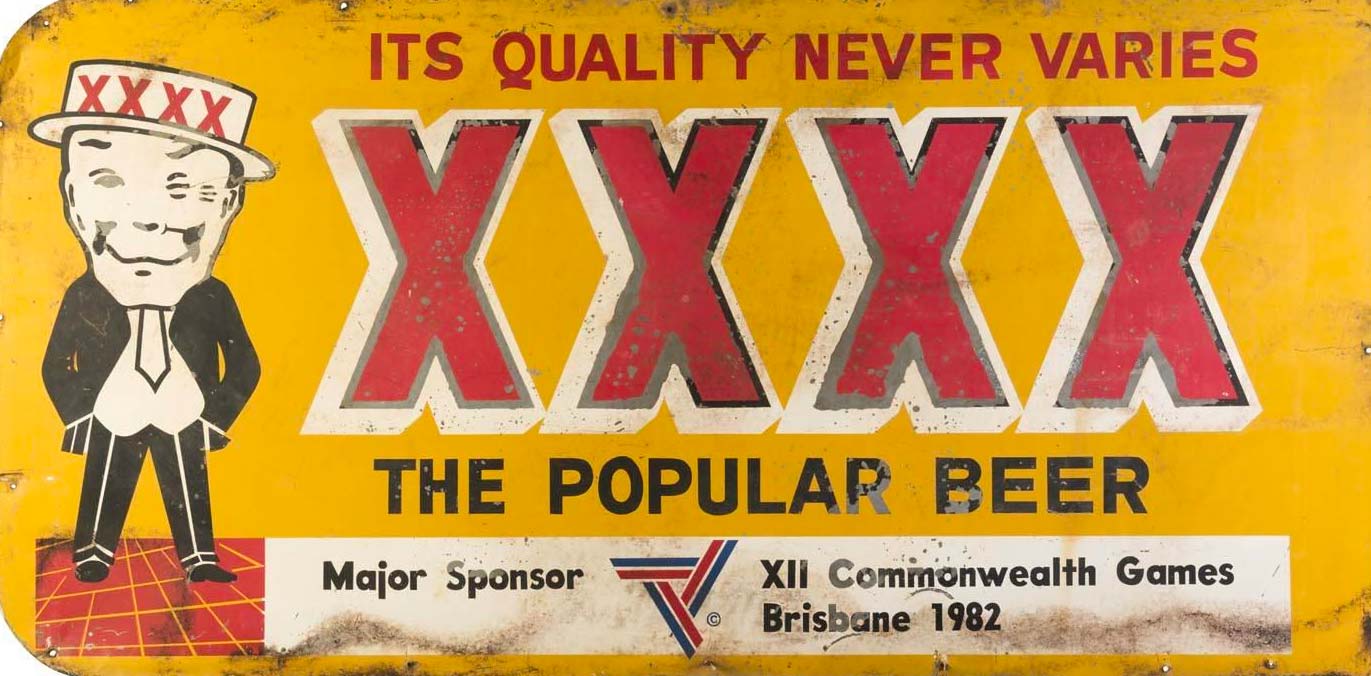 ITS QUALITY NEVER VARIES
XXXX
XXXX
THE POPULAR BEER
Major Sponsor
©
XII Commonwealth Games
Brisbane 1982